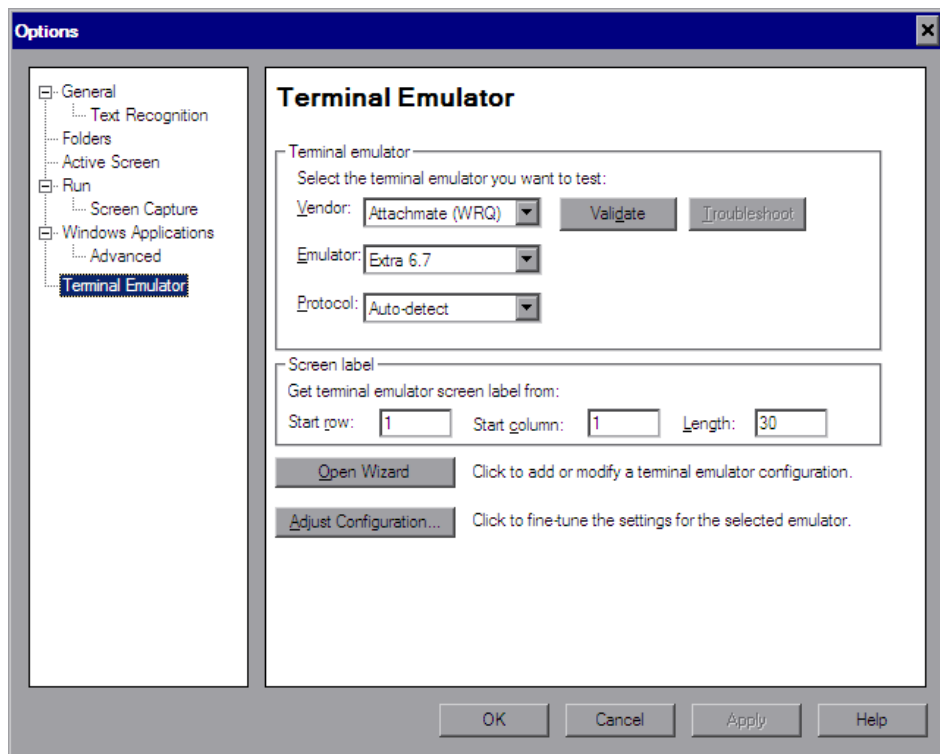 Options
General
Text Recognition
Folders
Active Screen
Run
Screen Capture
Windows Applications
Advanced
Terminal Emulator
Terminal Emulator
Terminal emulator
Select the terminal emulator you want to test:
Vendor: Attachmate (WRQ) Validate Troubleshoot
Emulator: Extra 6.7
Protocol: Auto-detect
Screen label
Get terminal emulator screen label from:
Start row: 1 Start column: 1 Length: 30
Open Wizard Click to add or modify a terminal emulator configuration.
Adjust Configuration... Click to fine-tune the settings for the selected emulator.
OK Cancel Apply Help